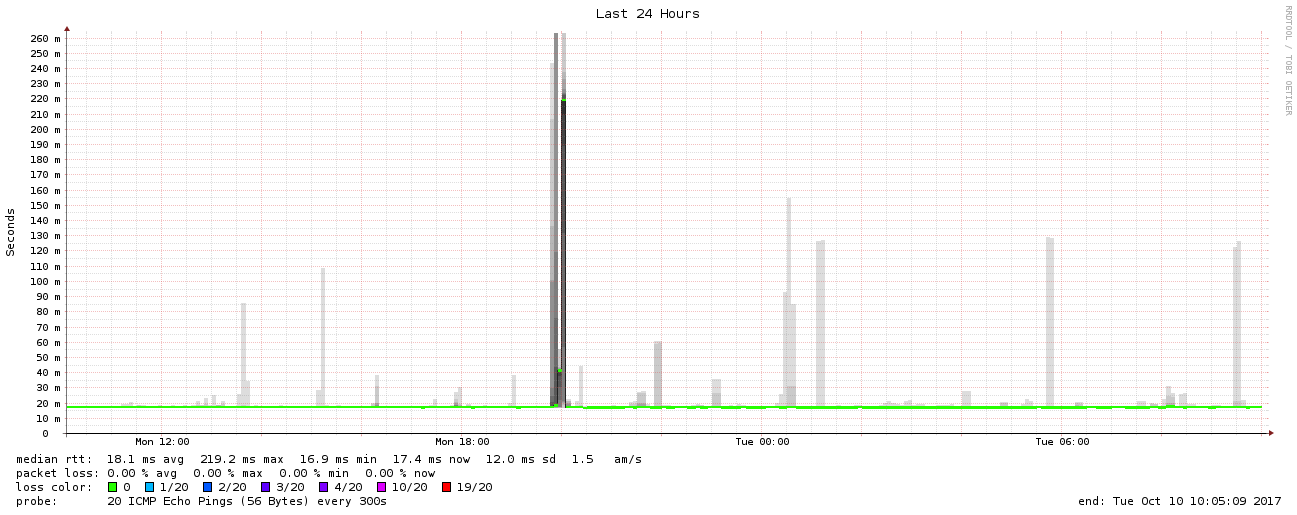 Last 24 Hours
RRDTOOL / TOBI OETIKER
Seconds
260 m
250 m
240 m
230 m
220 m
210 m
200 m
190 m
180 m
170 m
160 m
150 m
140 m
130 m
120 m
110 m
100 m
90 m
80 m
70 m
60 m
50 m
40 m
30 m
20 m
10 m
0
Mon 12:00 Mon 18:00 Tue 00:00 Tue 06:00
median rtt: 18.1 ms avg 219.2 ms max 16.9 ms min 17.4 ms now 12.0 ms sd 1.5 am/s
packet loss: 0.00 % avg 0.00 % max 0.00 % min 0.00 % now
loss color: 0 1/20 2/20 3/20 4/20 10/20 19/20
probe: 20 ICMP Echo Pings (56 Bytes) every 300s end: Tue Oct 10 10:05:09 2017